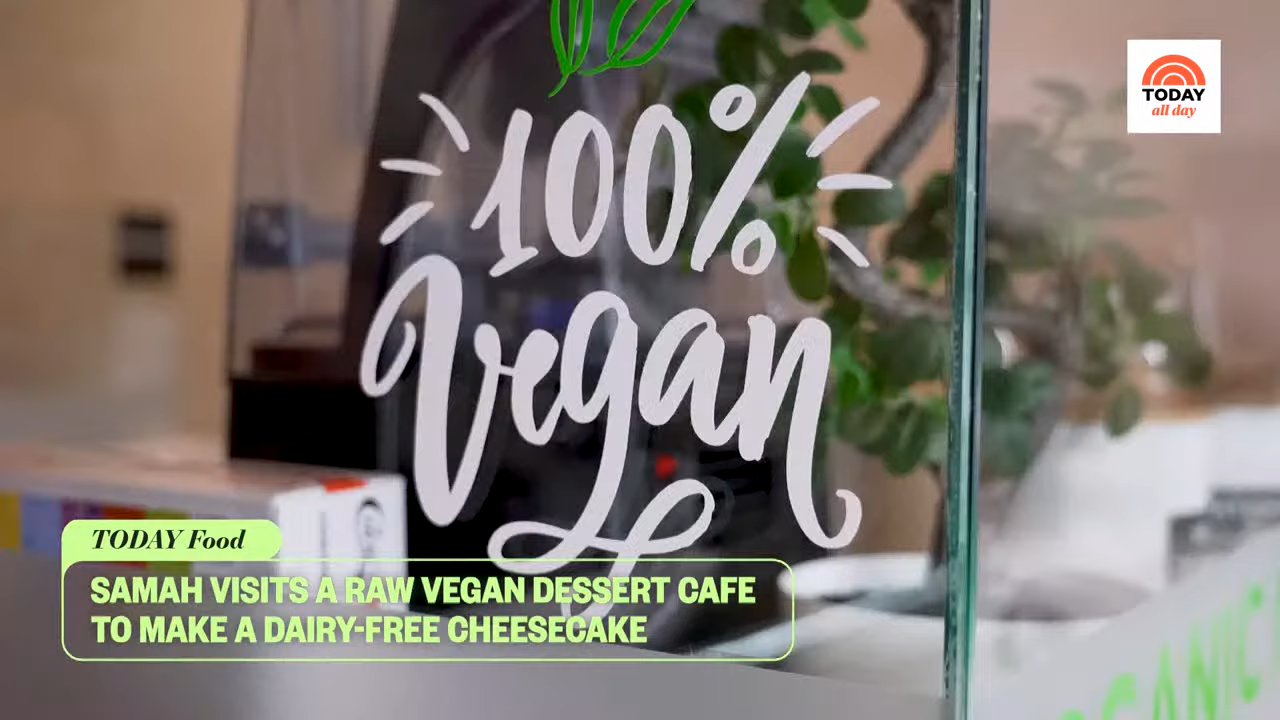 TODAY
all day
100%
Vegan
TODAY Food
SAMAH VISITS A RAW VEGAN DESSERT CAFE
TO MAKE A DAIRY-FREE CHEESECAKE